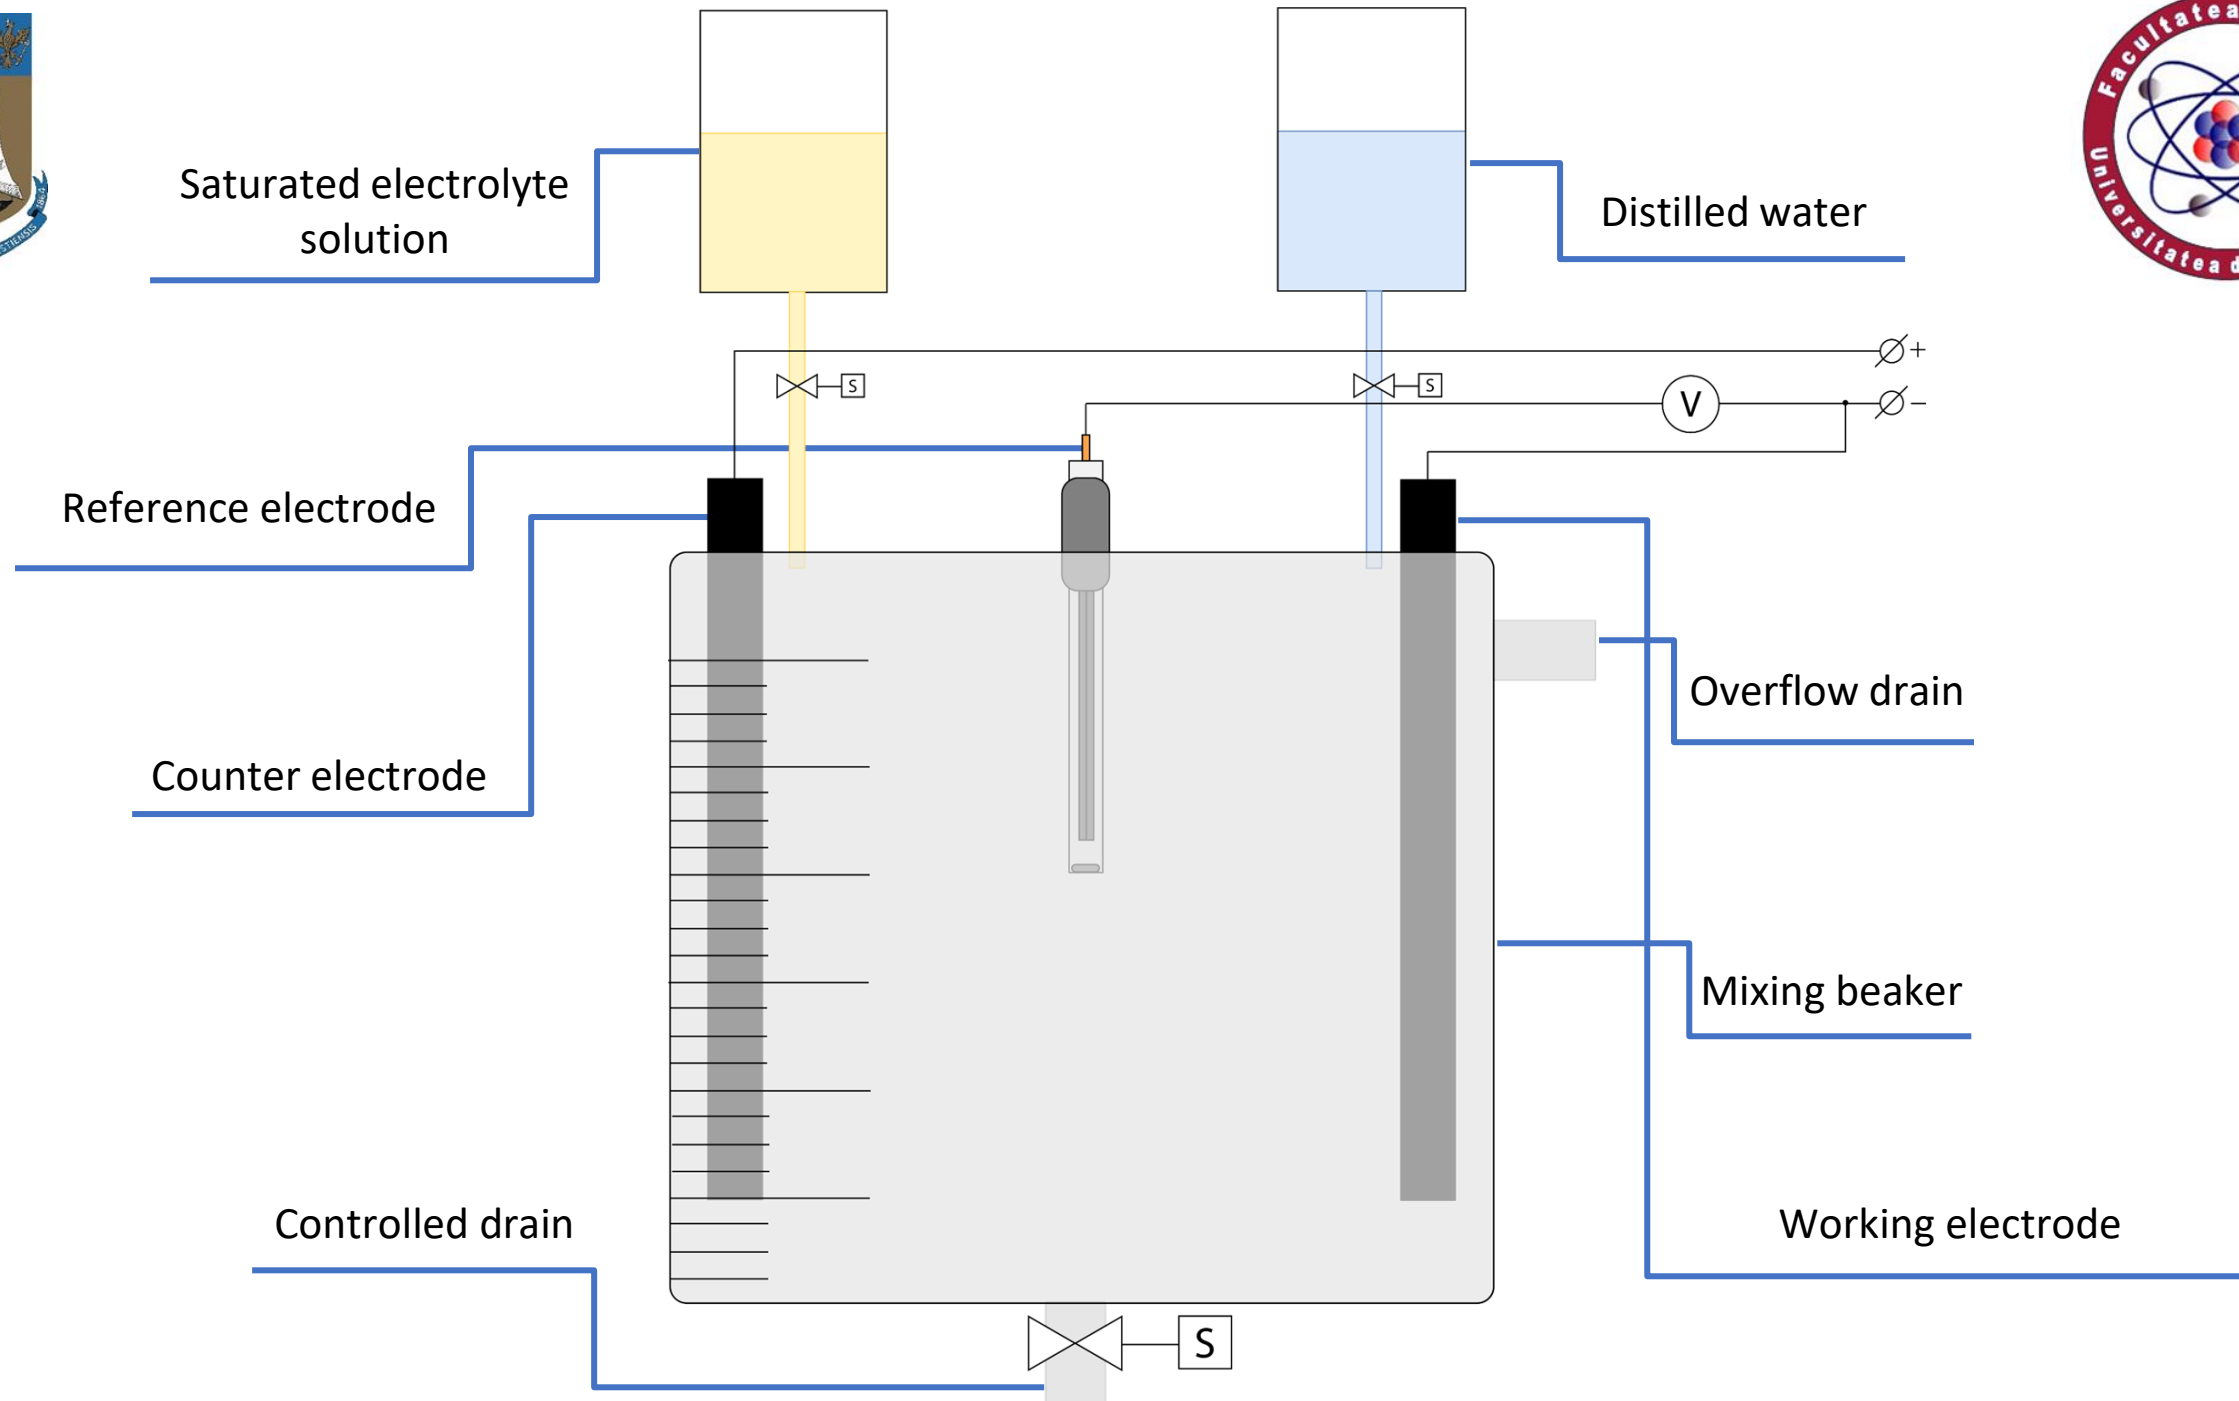 Facultatea
Universitatea d
1864
Saturated electrolyte
solution
Distilled water
+
S
S
V
−
Reference electrode
Overflow drain
Counter electrode
Mixing beaker
Controlled drain
Working electrode
S